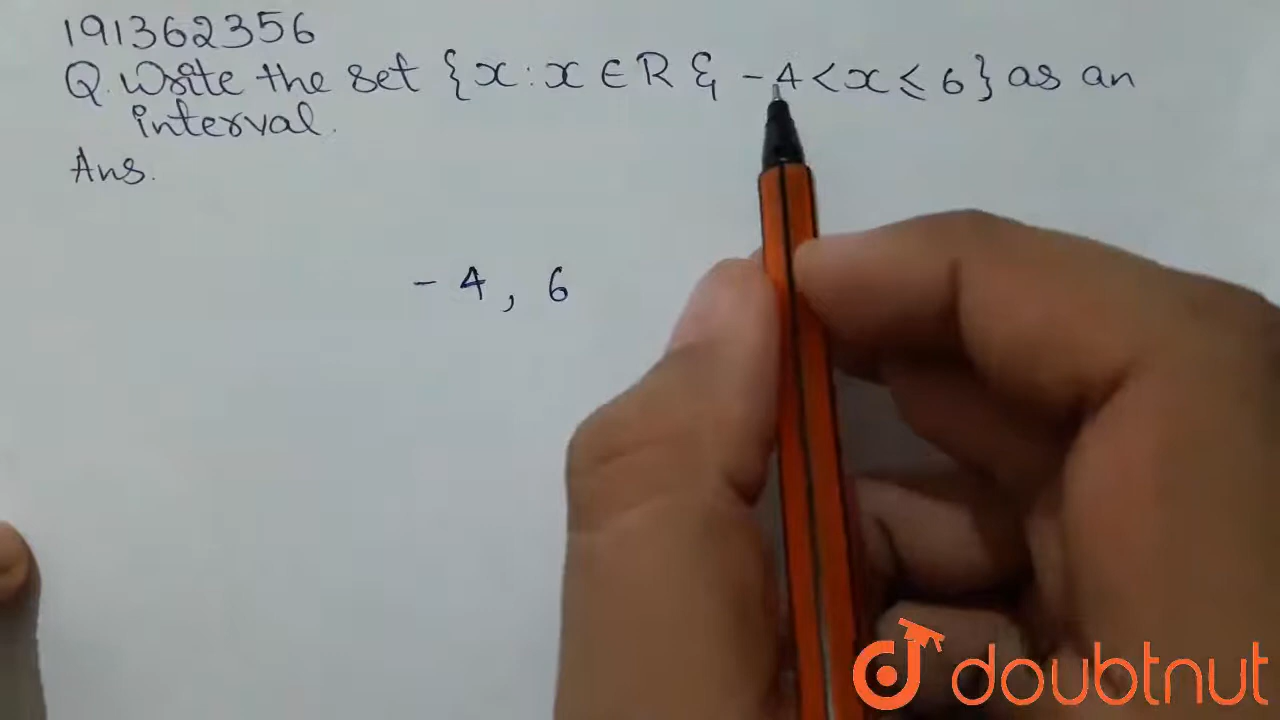 191362356
Q. Write the set {x : x ∈ R & -4 < x ≤ 6} as an
interval.
Ans.
- 4 , 6
doubtnut